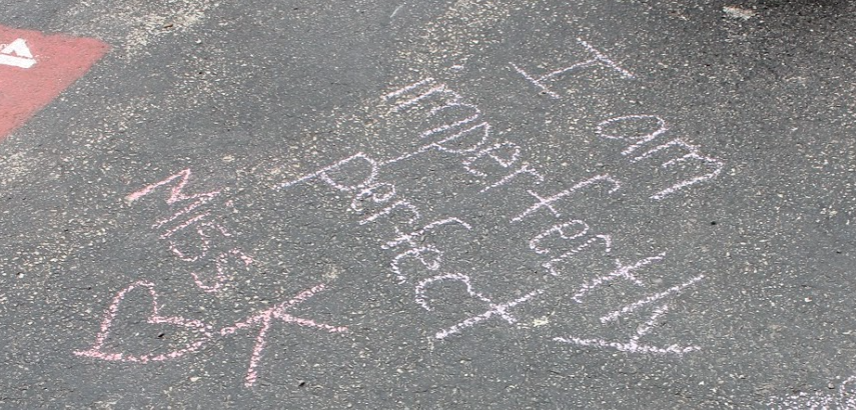 I am
imperfectly
perfect
Miss
K